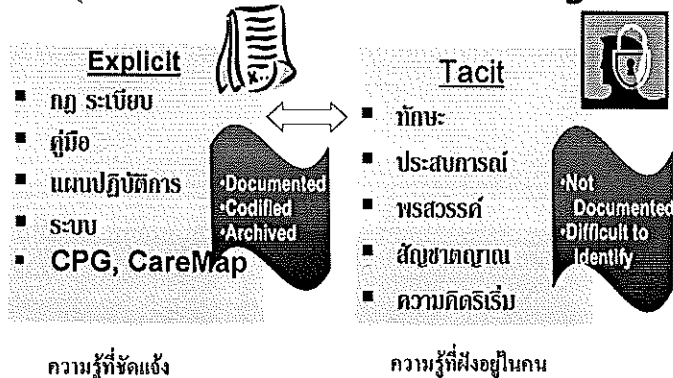 Explicit
กฎ ระเบียบ
คู่มือ
แผนปฏิบัติการ
ระบบ
CPG, CareMap
•Documented
•Codified
•Archived
ความรู้ที่ชัดแจ้ง
Tacit
ทักษะ
ประสบการณ์
พรสวรรค์
สัญชาตญาณ
ความคิดริเริ่ม
•Not
Documented
•Difficult to
Identify
ความรู้ที่ฝังอยู่ในคน